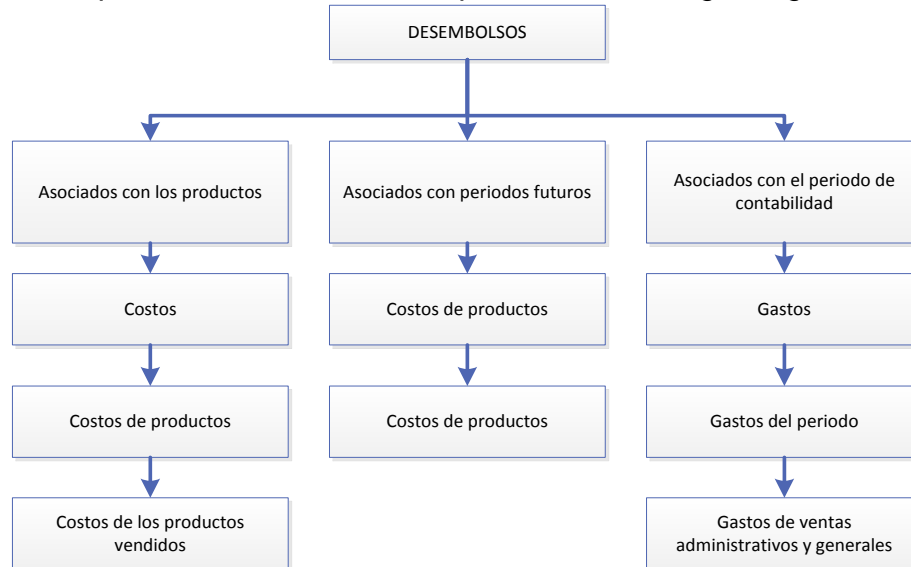 DESEMBOLSOS
Asociados con los productos
Asociados con periodos futuros
Asociados con el periodo de
contabilidad
Costos
Costos de productos
Gastos
Costos de productos
Costos de productos
Gastos del periodo
Costos de los productos
vendidos
Gastos de ventas
administrativos y generales